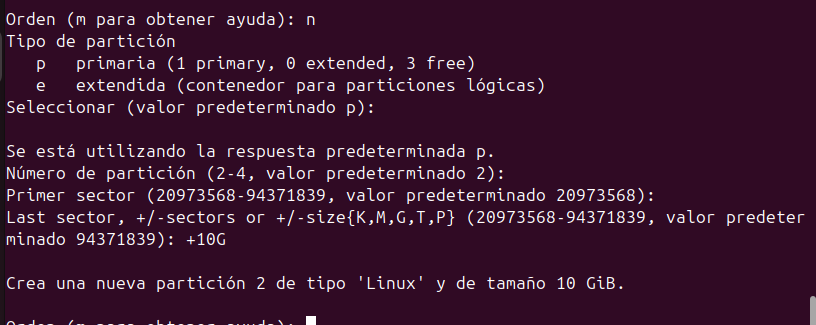 Orden (m para obtener ayuda): n
Tipo de partición
p primaria (1 primary, 0 extended, 3 free)
e extendida (contenedor para particiones lógicas)
Seleccionar (valor predeterminado p):
Se está utilizando la respuesta predeterminada p.
Número de partición (2-4, valor predeterminado 2):
Primer sector (20973568-94371839, valor predeterminado 20973568):
Last sector, +/-sectors or +/-size{K,M,G,T,P} (20973568-94371839, valor predeter
minado 94371839): +10G
Crea una nueva partición 2 de tipo 'Linux' y de tamaño 10 GiB.
Orden (m para obtener ayuda):